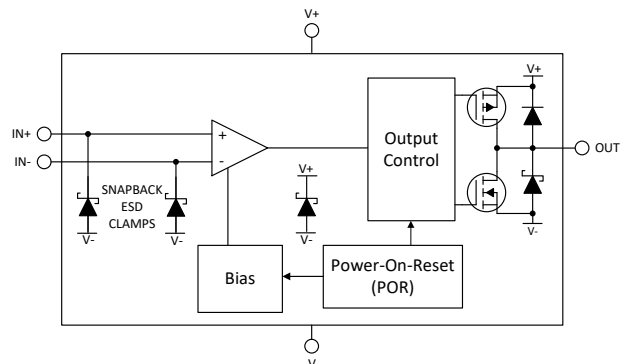 V+
IN+
IN-
+
-
SNAPBACK
ESD
CLAMPS
V-
V-
V+
V-
Output
Control
V+
V-
OUT
Bias
Power-On-Reset
(POR)
V-